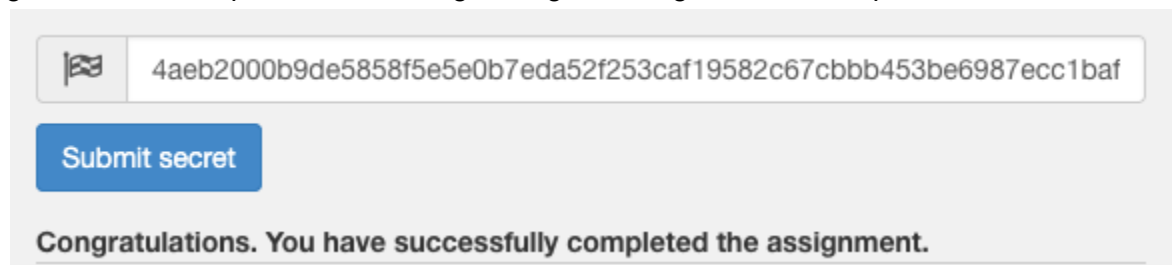 4aeb2000b9de5858f5e5e0b7eda52f253caf19582c67cbbb453be6987ecc1baf
Submit secret
Congratulations. You have successfully completed the assignment.